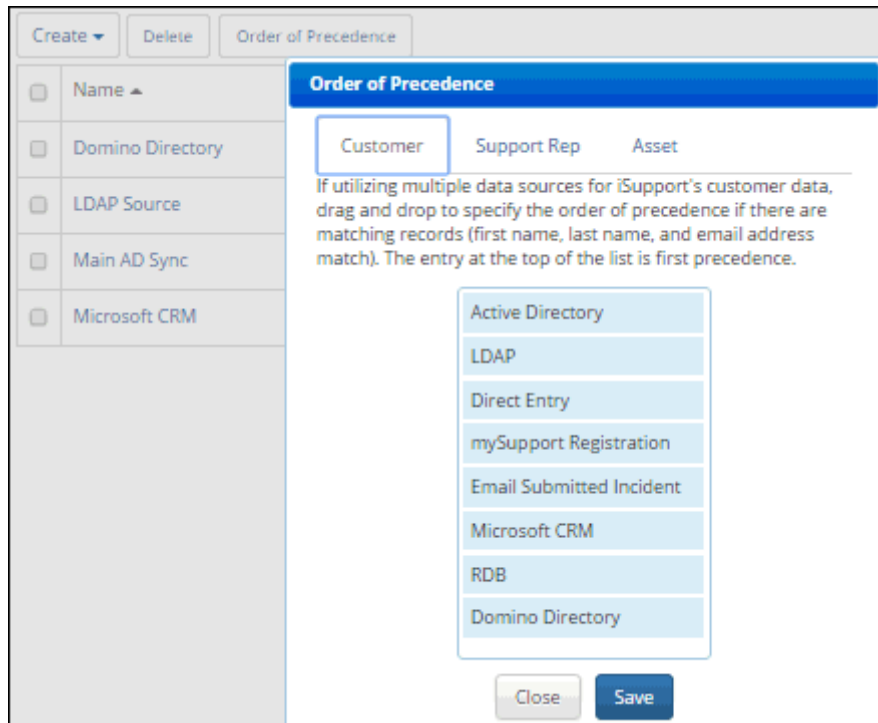 Create
Delete
Order of Precedence
Name
Domino Directory
LDAP Source
Main AD Sync
Microsoft CRM
Order of Precedence
Customer
Support Rep
Asset
If utilizing multiple data sources for iSupport's customer data,
drag and drop to specify the order of precedence if there are
matching records (first name, last name, and email address
match). The entry at the top of the list is first precedence.
Active Directory
LDAP
Direct Entry
mySupport Registration
Email Submitted Incident
Microsoft CRM
RDB
Domino Directory
Close
Save